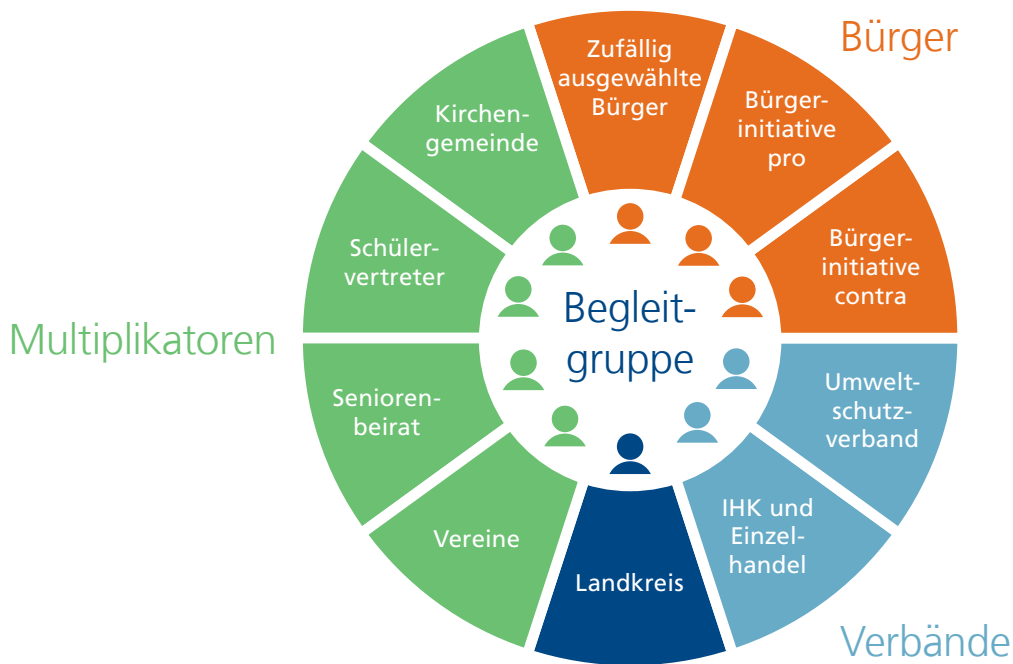 Bürger
Zufällig
ausgewählte
Bürger
Bürger-
initiative
pro
Bürger-
initiative
contra
Umwelt-
schutz-
verband
IHK und
Einzel-
handel
Verbände
Landkreis
Vereine
Senioren-
beirat
Schüler-
vertreter
Kirchen-
gemeinde
Multiplikatoren
Begleit-
gruppe